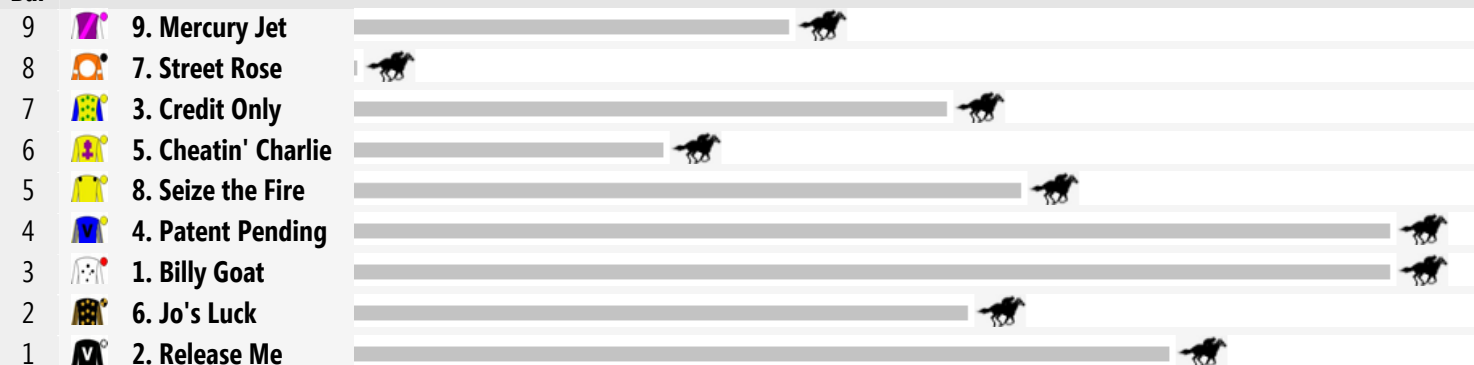 Bar
9 9. Mercury Jet
8 7. Street Rose
7 3. Credit Only
6 5. Cheatin' Charlie
5 8. Seize the Fire
4 V 4. Patent Pending
3 1. Billy Goat
2 6. Jo's Luck
1 V 2. Release Me